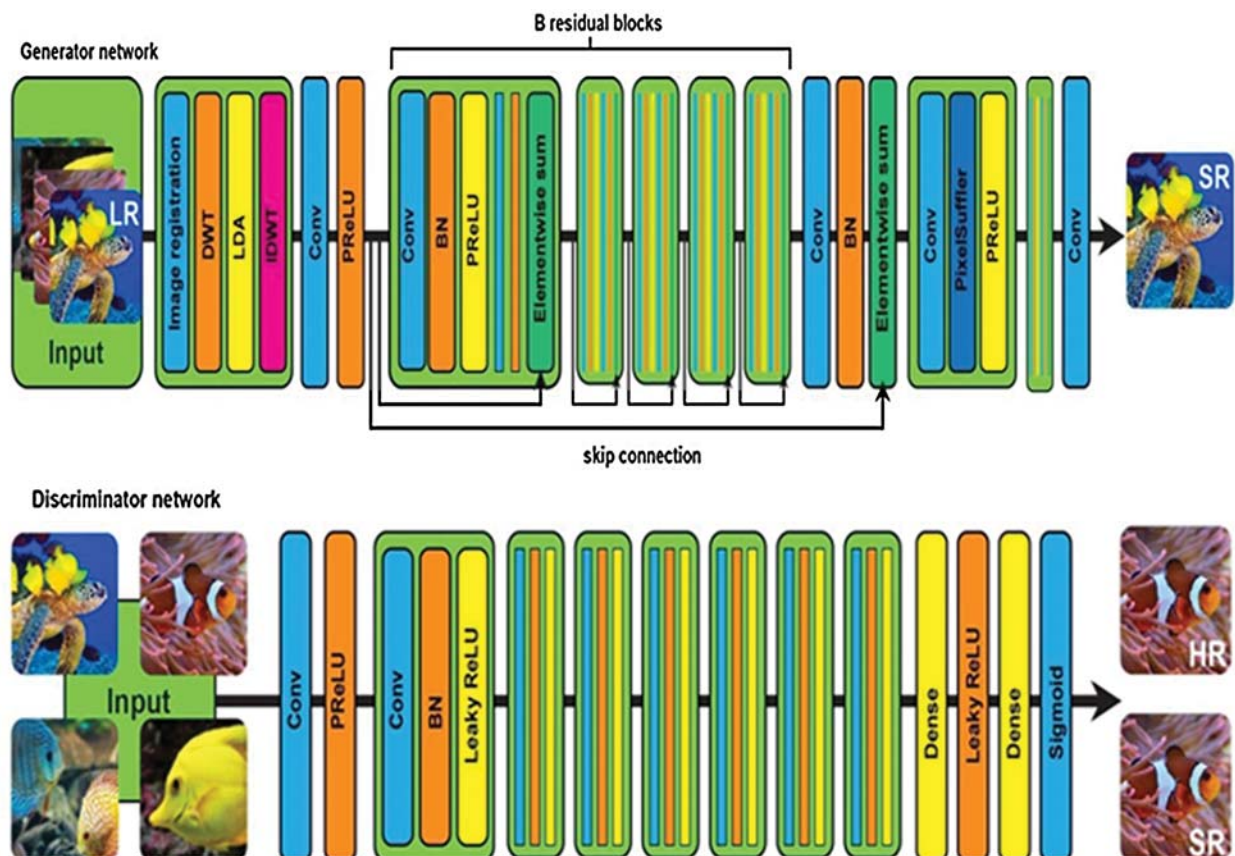 B residual blocks
Generator network
LR
Input
Image registration
DWT
LDA
IDWT
Conv
PReLU
Conv
BN
PReLU
Elementwise sum
Conv
BN
Elementwise sum
Conv
PixelSuffler
PReLU
Conv
SR
skip connection
Discriminator network
Input
Conv
PReLU
Conv
BN
Leaky ReLU
Dense
Leaky ReLU
Dense
Sigmoid
HR
SR